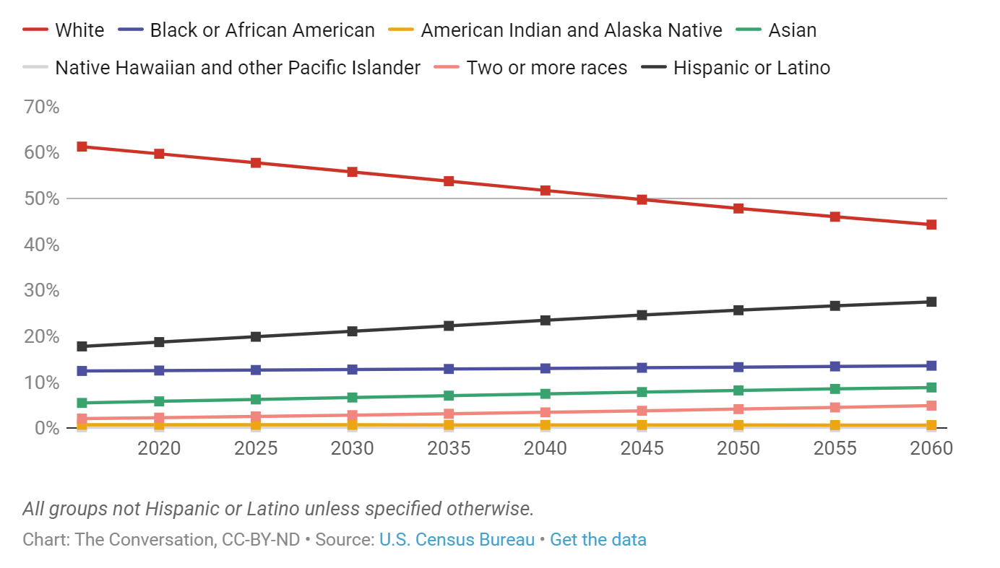 White Black or African American American Indian and Alaska Native Asian
Native Hawaiian and other Pacific Islander Two or more races Hispanic or Latino
70%
60%
50%
40%
30%
20%
10%
0%
2020 2025 2030 2035 2040 2045 2050 2055 2060
All groups not Hispanic or Latino unless specified otherwise.
Chart: The Conversation, CC-BY-ND • Source: U.S. Census Bureau • Get the data